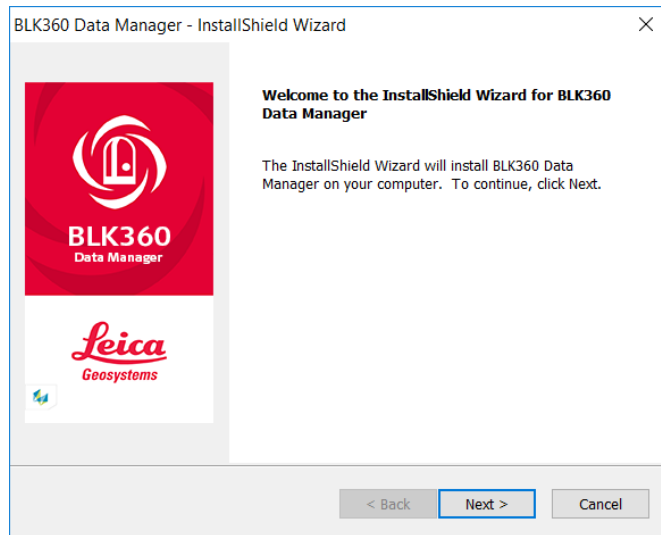 BLK360 Data Manager - InstallShield Wizard
Welcome to the InstallShield Wizard for BLK360
Data Manager
The InstallShield Wizard will install BLK360 Data
Manager on your computer. To continue, click Next.
BLK360
Data Manager
Leica
Geosystems
< Back
Next >
Cancel